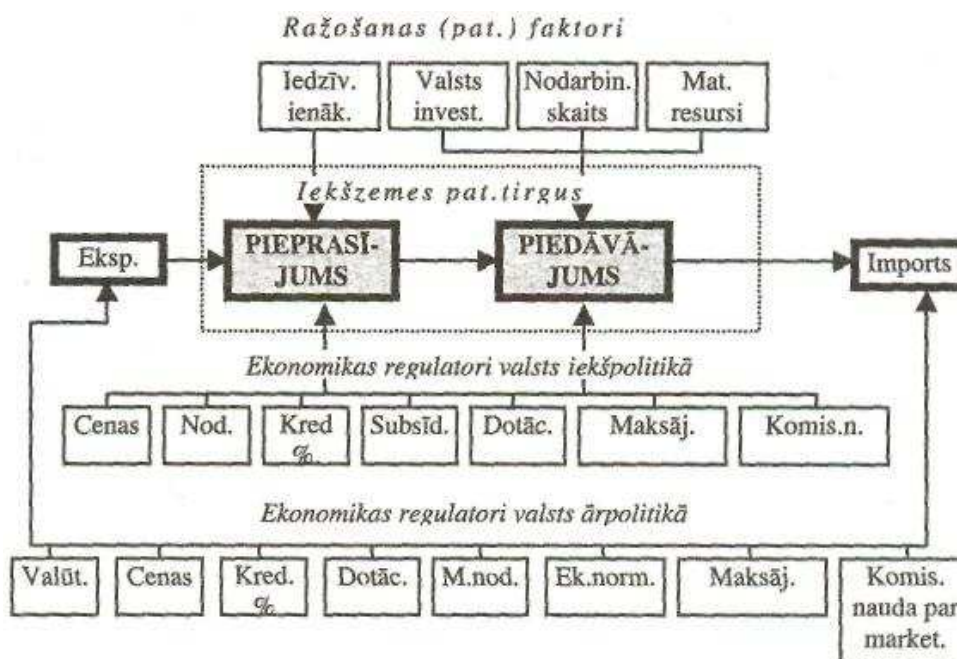 Ražošanas (pat.) faktori
Iedzīv.
ienāk.
Valsts
invest.
Nodarbin.
skaits
Mat.
resursi
Iekšzemes pat.tirgus
Eksp.
PIEPRASĪ-
JUMS
PIEDĀVĀ-
JUMS
Imports
Ekonomikas regulatori valsts iekšpolitikā
Cenas
Nod.
Kred
%.
Subsīd.
Dotāc.
Maksāj.
Komis.n.
Ekonomikas regulatori valsts ārpolitikā
Valūt.
Cenas
Kred.
%
Dotāc.
M.nod.
Ek.norm.
Maksāj.
Komis.
nauda par
market.